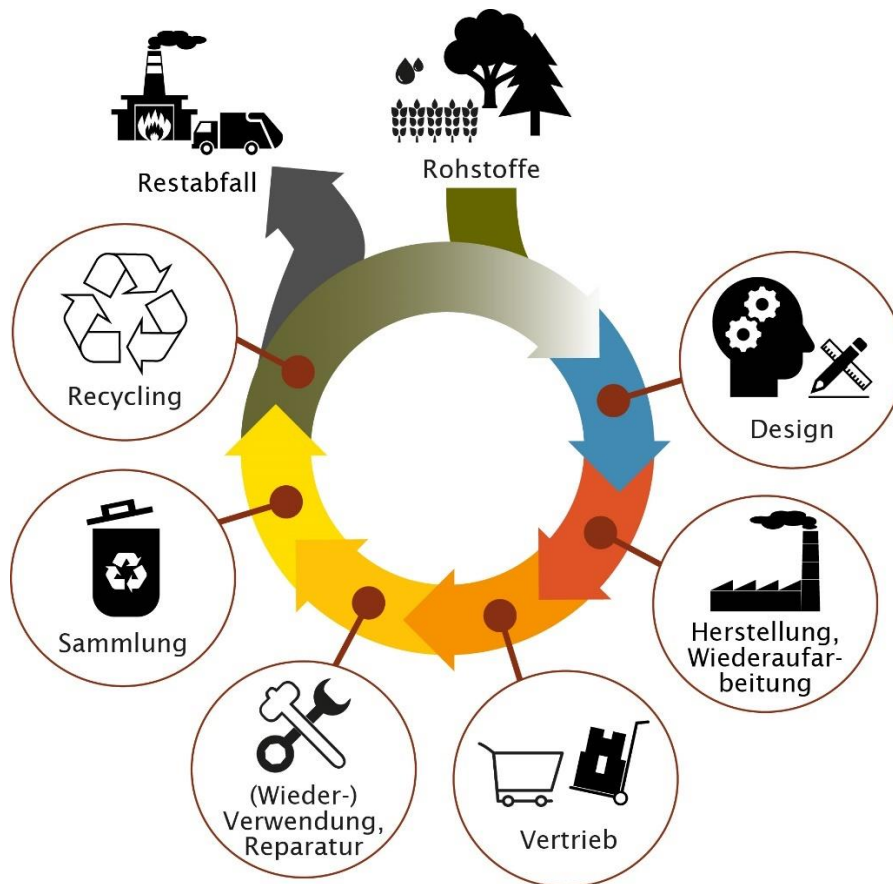 Restabfall
Rohstoffe
Design
Herstellung,
Wiederaufar-
beitung
Vertrieb
(Wieder-)
Verwendung,
Reparatur
Sammlung
Recycling